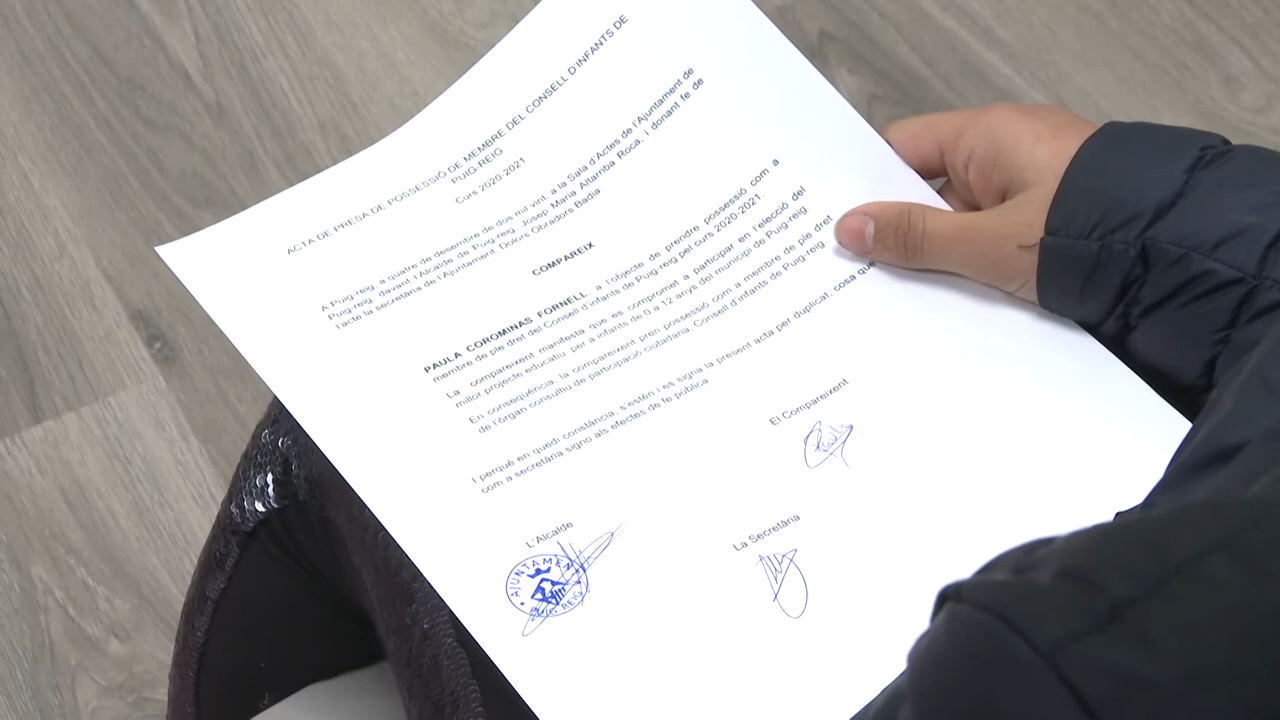 ACTA DE PRESA DE POSSESSIÓ DE MEMBRE DEL CONSELL D'INFANTS DE
PUIG-REIG
Curs 2020-2021
A Puig-reig, a quatre de desembre de dos mil vint, a la Sala d'Actes de l'Ajuntament de
Puig-reig, davant l'Alcalde de Puig-reig, Josep Maria Altarriba Roca, i donant fe de
l'acte la secretària de l'Ajuntament Dolors Obradors Badia
COMPAREIX
PAULA COROMINAS FORNELL, a l'objecte de prendre possessió com a
membre de ple dret del Consell d'infants de Puig-reig pel curs 2020-2021.
La compareixent manifesta que es compromet a participar en l'elecció del
millor projecte educatiu per a infants de 0 a 12 anys del municipi de Puig-reig.
En conseqüència, la compareixent pren possessió com a membre de ple dret
de l'òrgan consultiu de participació ciutadana, Consell d'infants de Puig-reig
I perquè en quedi constància, s'estén i es signa la present acta per duplicat, cosa que
com a secretària signo als efectes de fe pública
El Compareixent
L'Alcalde
La Secretària
AJUNTAMENT
PUIG-REIG